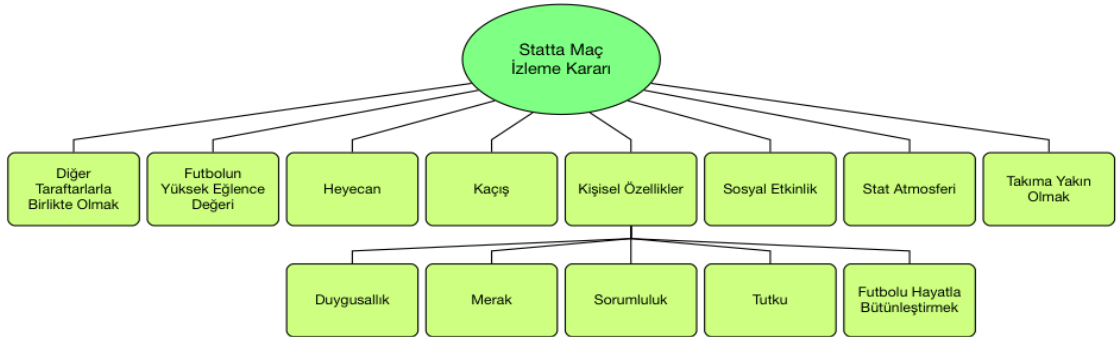 Statta Maç
İzleme Kararı
Diğer
Taraftarlarla
Birlikte Olmak
Futbolun
Yüksek Eğlence
Değeri
Heyecan
Kaçış
Kişisel Özellikler
Sosyal Etkinlik
Stat Atmosferi
Takıma Yakın
Olmak
Duygusallık
Merak
Sorumluluk
Tutku
Futbolu Hayatla
Bütünleştirmek